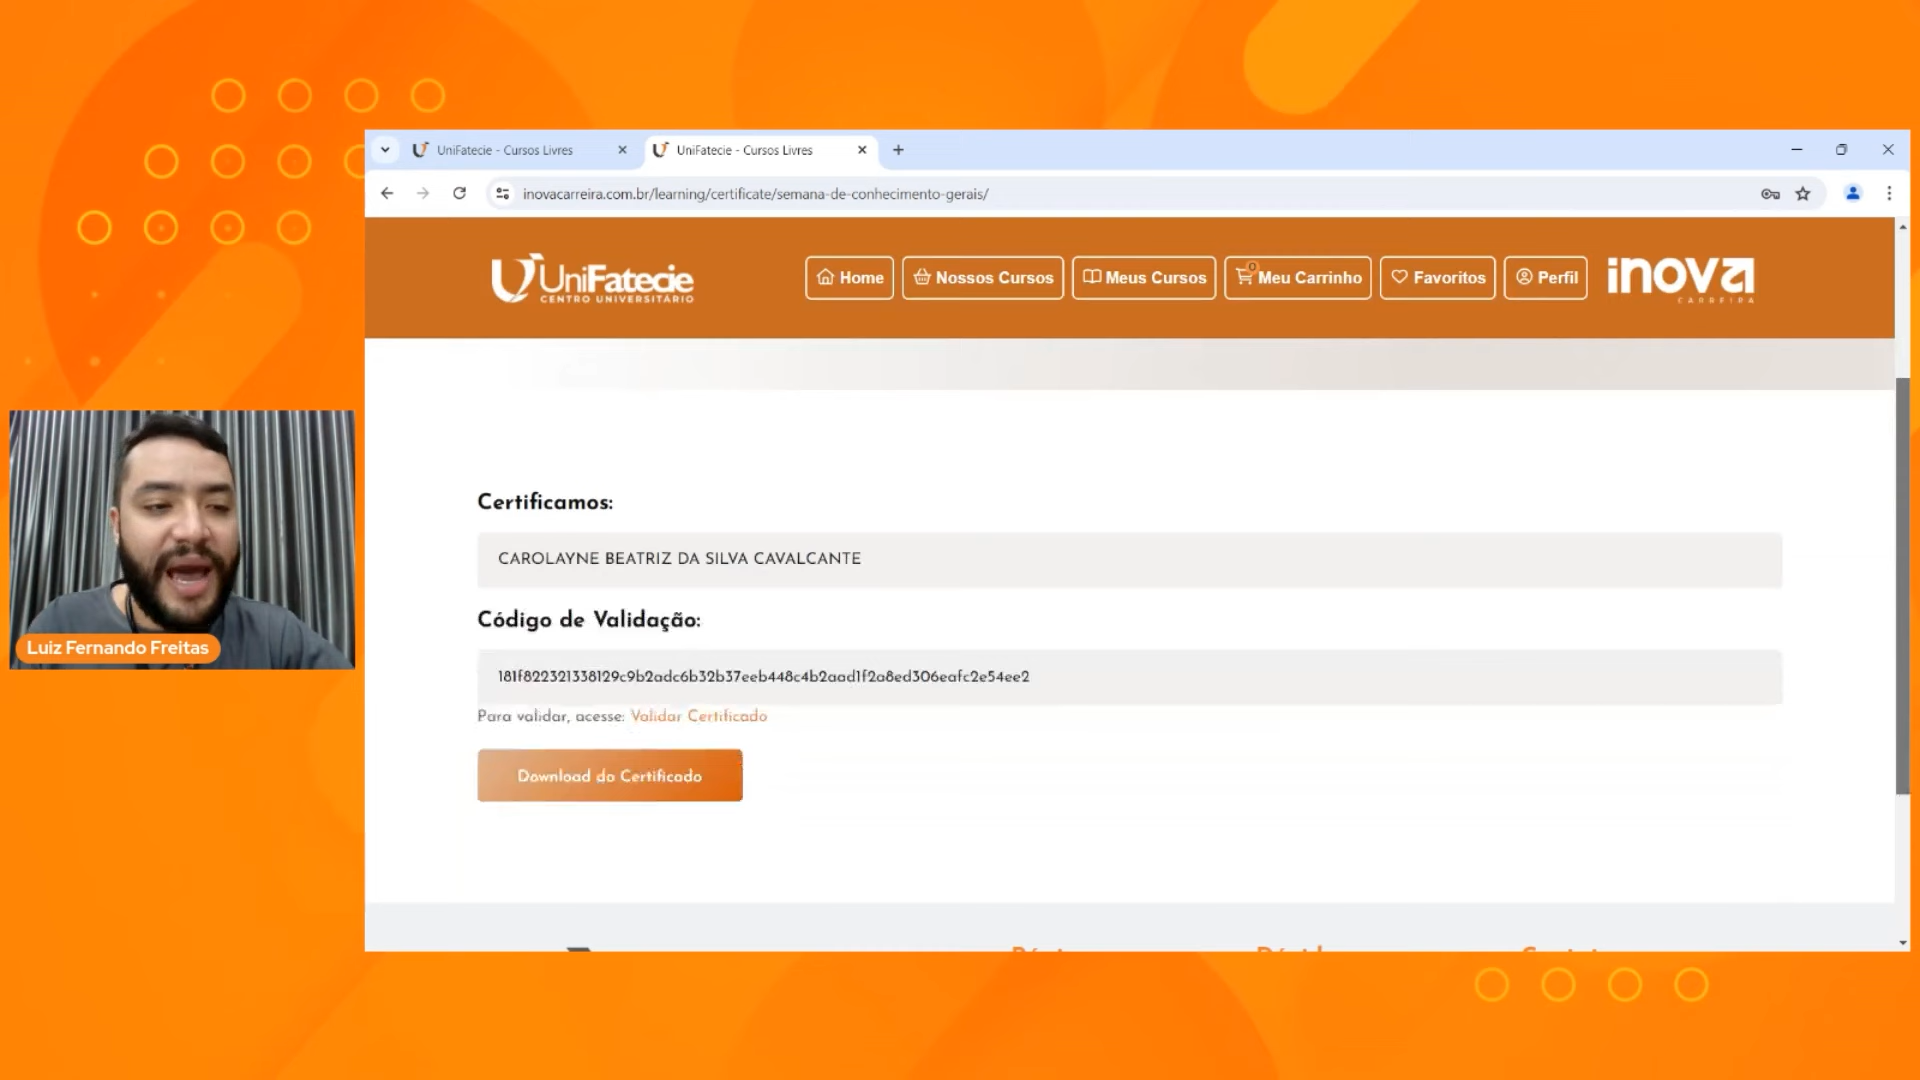 UniFatecie - Cursos Livres
UniFatecie - Cursos Livres
inovacarreira.com.br/learning/certificate/semana-de-conhecimento-gerais/
UniFatecie
CENTRO UNIVERSITÁRIO
Home
Nossos Cursos
Meus Cursos
0
Meu Carrinho
Favoritos
Perfil
inova
CARREIRA
Certificamos:
CAROLAYNE BEATRIZ DA SILVA CAVALCANTE
Código de Validação:
181f822321338129c9b2adc6b32b37eeb448c4b2aad1f2a8ed306eafc2e54ee2
Para validar, acesse: Validar Certificado
Download do Certificado
Luiz Fernando Freitas